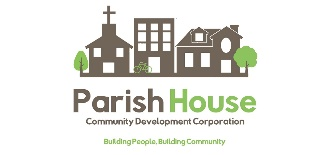 Parish House
Community Development Corporation
Building People. Building Community